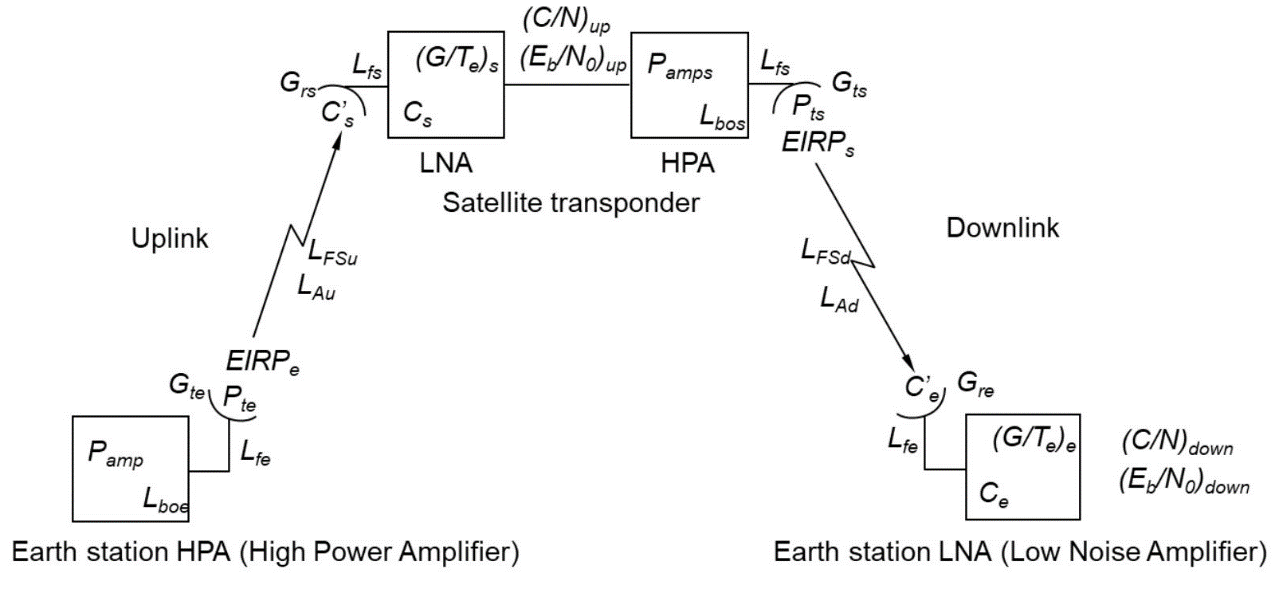 (C/N)up
(Eb/N0)up
Lfs
(G/Te)s
Grs
C's
Cs
Pamps
Lbos
Lfs
Gts
Pts
EIRPs
LNA
HPA
Satellite transponder
Uplink
Downlink
LFSu
LAu
LFSd
LAd
EIRPe
Gte
Pte
Pamp
Lfe
Lboe
C'e
Gre
Lfe
(G/Te)e
Ce
(C/N)down
(Eb/N0)down
Earth station HPA (High Power Amplifier)
Earth station LNA (Low Noise Amplifier)